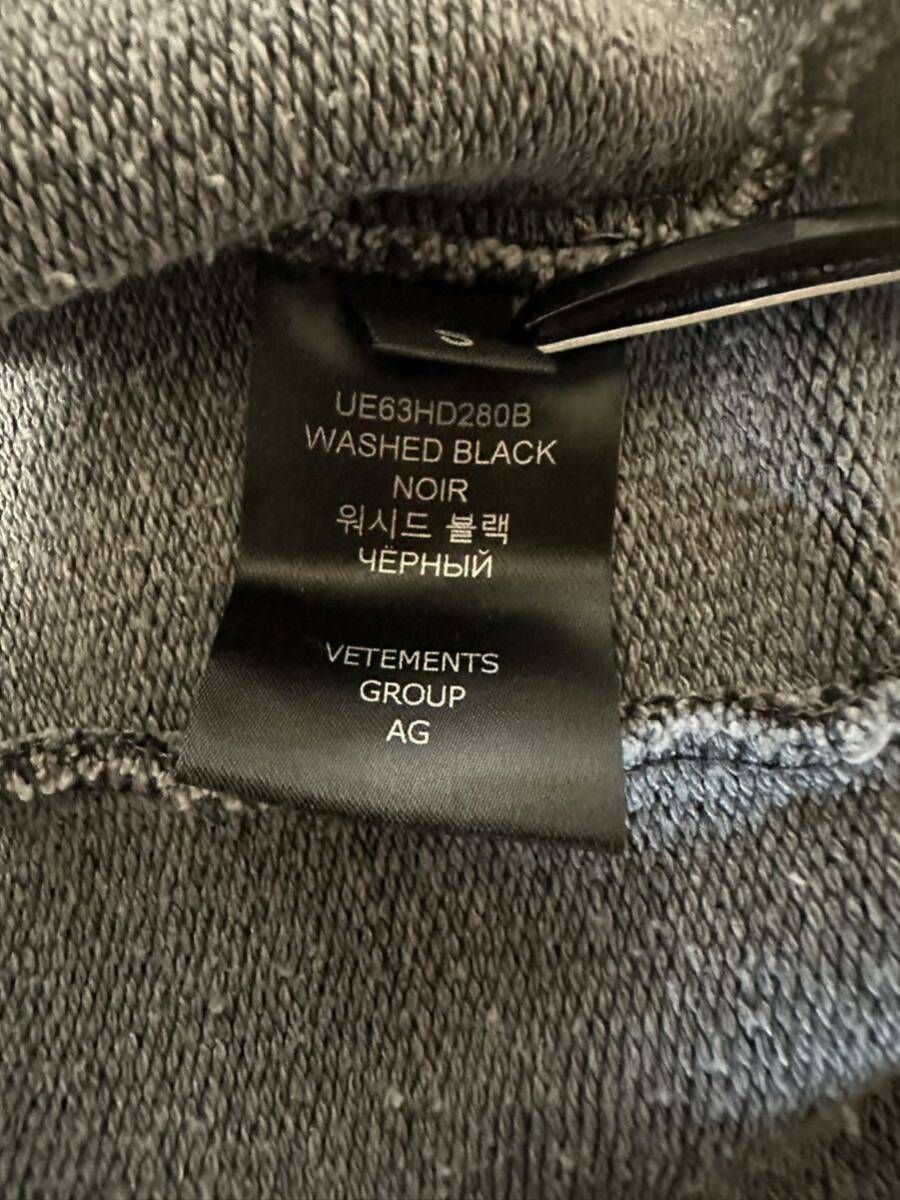 UE63HD280B
WASHED BLACK
NOIR
워시드 블랙
ЧЁРНЫЙ
VETEMENTS
GROUP
AG